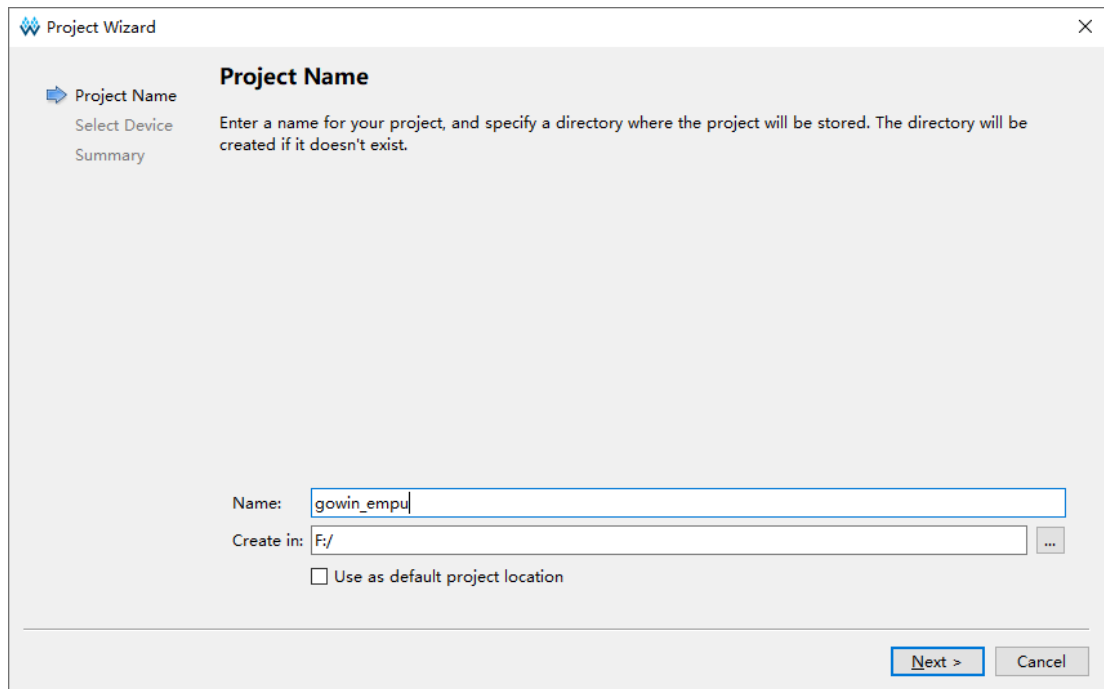 Project Wizard
Project Name
Select Device
Summary
Project Name
Enter a name for your project, and specify a directory where the project will be stored. The directory will be
created if it doesn't exist.
Name: gowin_empu
Create in: F:/ ...
Use as default project location
Next > Cancel